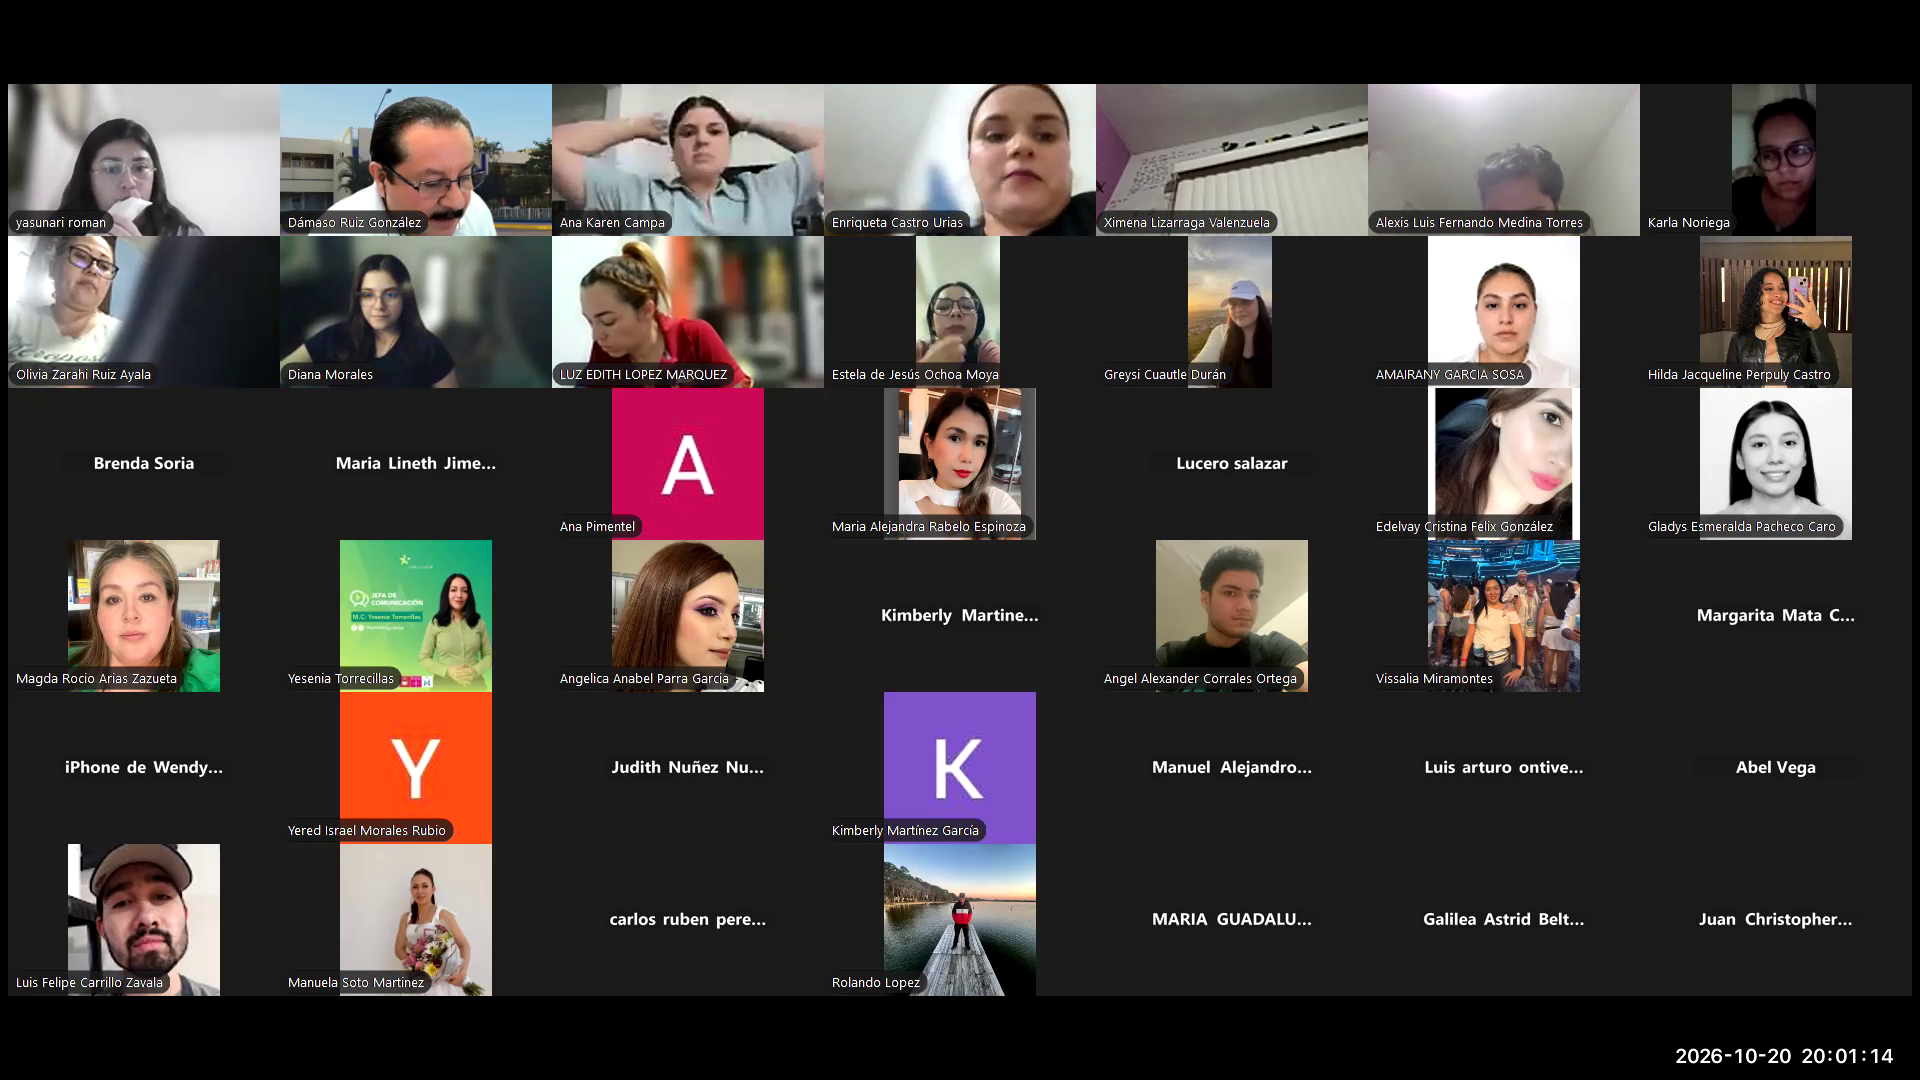 yasunari roman
Dámaso Ruiz González
Ana Karen Campa
Enriqueta Castro Urias
Ximena Lizarraga Valenzuela
Alexis Luis Fernando Medina Torres
Karla Noriega
Olivia Zarahi Ruiz Ayala
Diana Morales
LUZ EDITH LOPEZ MARQUEZ
Estela de Jesús Ochoa Moya
Greysi Cuautle Durán
AMAIRANY GARCIA SOSA
Hilda Jacqueline Perpuly Castro
Brenda Soria
Maria Lineth Jime...
A
Ana Pimentel
Maria Alejandra Rabelo Espinoza
Lucero salazar
Edelvay Cristina Felix González
Gladys Esmeralda Pacheco Caro
Magda Rocio Arias Zazueta
JEFA DE
COMUNICACIÓN
M.C. Yesenia Torrecillas
Yesenia Torrecillas
Angelica Anabel Parra Garcia
Kimberly Martine...
Angel Alexander Corrales Ortega
Vissalia Miramontes
Margarita Mata C...
iPhone de Wendy...
Y
Yered Israel Morales Rubio
Judith Nuñez Nu...
K
Kimberly Martínez García
Manuel Alejandro...
Luis arturo ontive...
Abel Vega
Luis Felipe Carrillo Zavala
Manuela Soto Martinez
carlos ruben pere...
Rolando Lopez
MARIA GUADALU...
Galilea Astrid Belt...
Juan Christopher...
2026-10-20 20:01:14